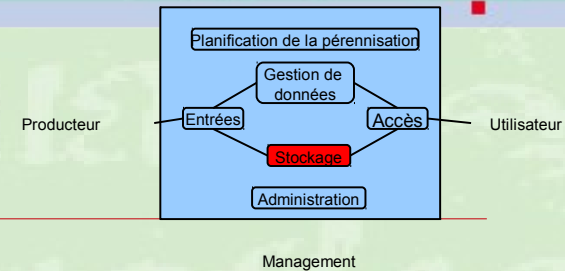 Planification de la pérennisation
Gestion de
données
Producteur
Entrées
Accès
Utilisateur
Stockage
Administration
Management